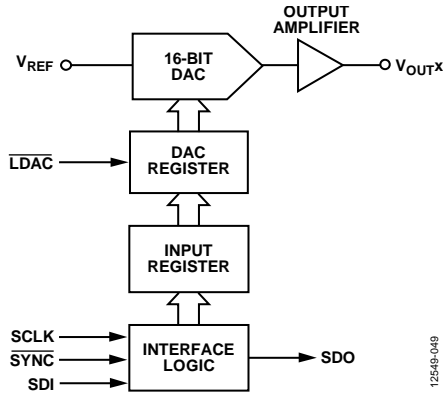 OUTPUT
AMPLIFIER
VREF
16-BIT
DAC
VOUTx
LDAC
DAC
REGISTER
INPUT
REGISTER
SCLK
SYNC
SDI
INTERFACE
LOGIC
SDO
12549-049